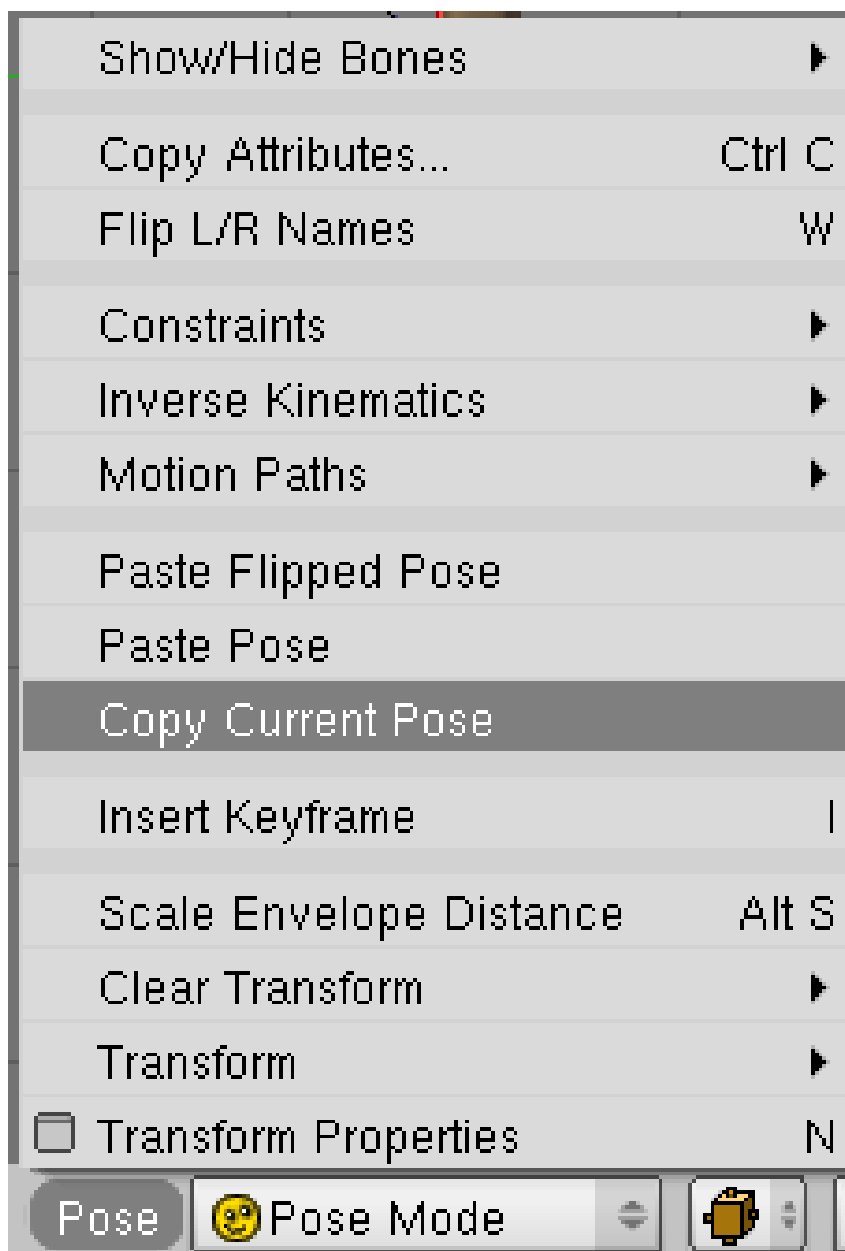 Show/Hide Bones
Copy Attributes... Ctrl C
Flip L/R Names W
Constraints
Inverse Kinematics
Motion Paths
Paste Flipped Pose
Paste Pose
Copy Current Pose
Insert Keyframe I
Scale Envelope Distance Alt S
Clear Transform
Transform
Transform Properties N
Pose Pose Mode